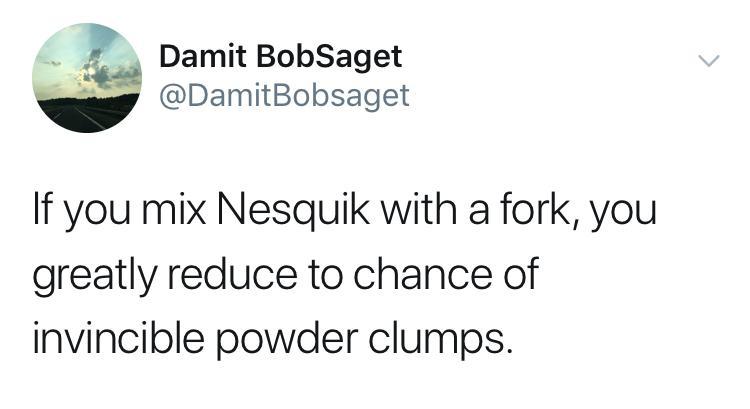 Damit BobSaget
@DamitBobsaget
If you mix Nesquik with a fork, you
greatly reduce to chance of
invincible powder clumps.